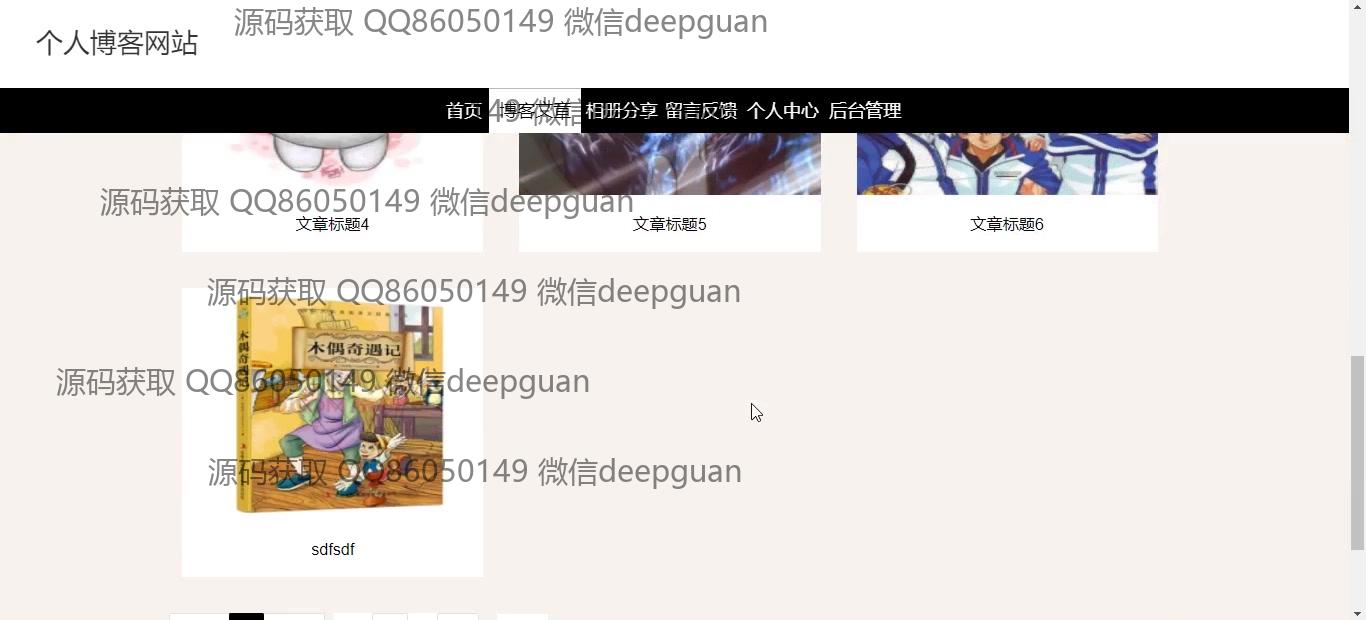 源码获取 QQ86050149 微信deepguan
个人博客网站
首页 博客文章 相册分享 留言反馈 个人中心 后台管理
源码获取 QQ86050149 微信deepguan
文章标题4
文章标题5
文章标题6
源码获取 QQ86050149 微信deepguan
木偶奇遇记
木偶奇遇记
源码获取 QQ86050149 微信deepguan
源码获取 QQ86050149 微信deepguan
sdfsdf